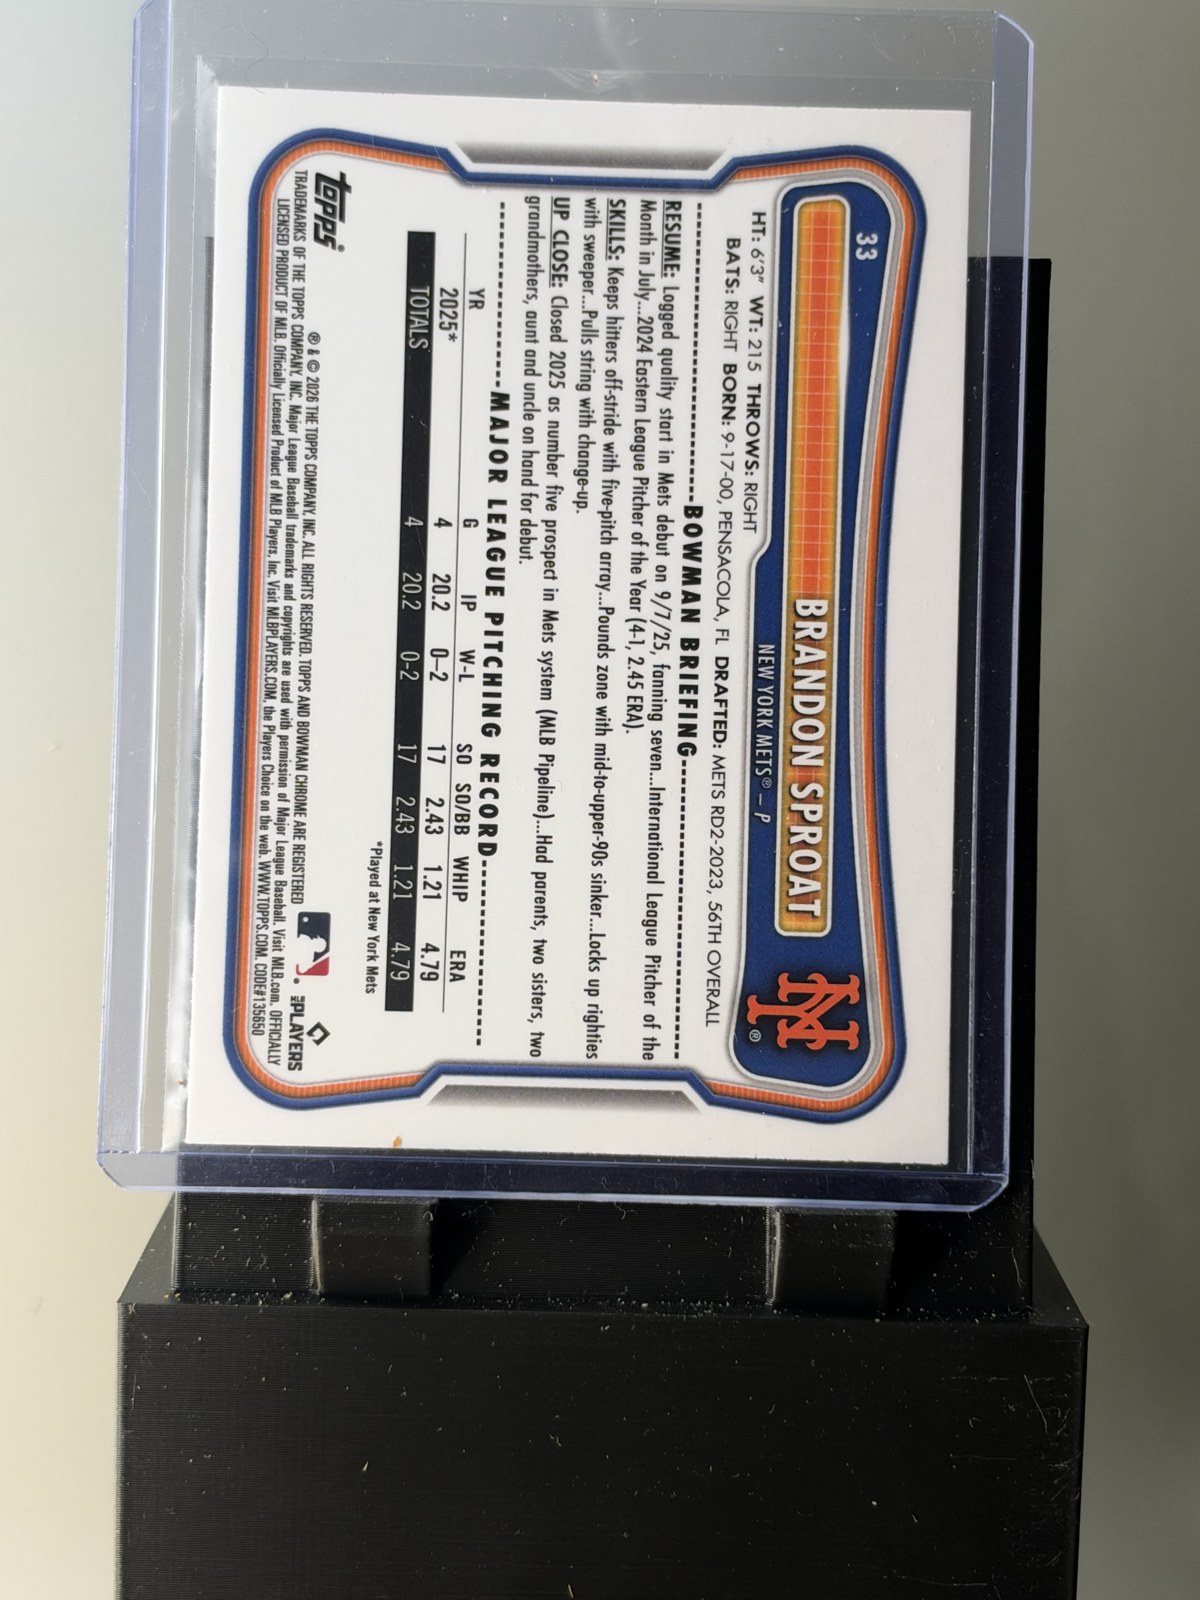 33
BRANDON SPROAT
NEW YORK METS® – P
HT: 6'3" WT: 215 THROWS: RIGHT
BATS: RIGHT BORN: 9-17-00, PENSACOLA, FL DRAFTED: METS RD2-2023, 56TH OVERALL
NY®
BOWMAN BRIEFING
RESUME: Logged quality start in Mets debut on 9/7/25, fanning seven...International League Pitcher of the
Month in July...2024 Eastern League Pitcher of the Year (4-1, 2.45 ERA).
SKILLS: Keeps hitters off-stride with five-pitch array...Pounds zone with mid-to-upper-90s sinker...Locks up righties
with sweeper...Pulls string with change-up.
UP CLOSE: Closed 2025 as number five prospect in Mets system (MLB Pipeline)...Had parents, two sisters, two
grandmothers, aunt and uncle on hand for debut.
MAJOR LEAGUE PITCHING RECORD
YR G IP W-L SO SO/BB WHIP ERA
2025* 4 20.2 0-2 17 2.43 1.21 4.79
TOTALS 4 20.2 0-2 17 2.43 1.21 4.79
*Played at New York Mets
topps
® & © 2026 THE TOPPS COMPANY, INC. ALL RIGHTS RESERVED. TOPPS AND BOWMAN CHROME ARE REGISTERED
TRADEMARKS OF THE TOPPS COMPANY, INC. Major League Baseball trademarks and copyrights are used with permission of Major League Baseball. Visit MLB.com. OFFICIALLY
LICENSED PRODUCT OF MLB. Officially Licensed Product of MLB Players, Inc. Visit MLBPLAYERS.COM, the Players Choice on the web. WWW.TOPPS.COM. CODE#135650
MLB PLAYERS